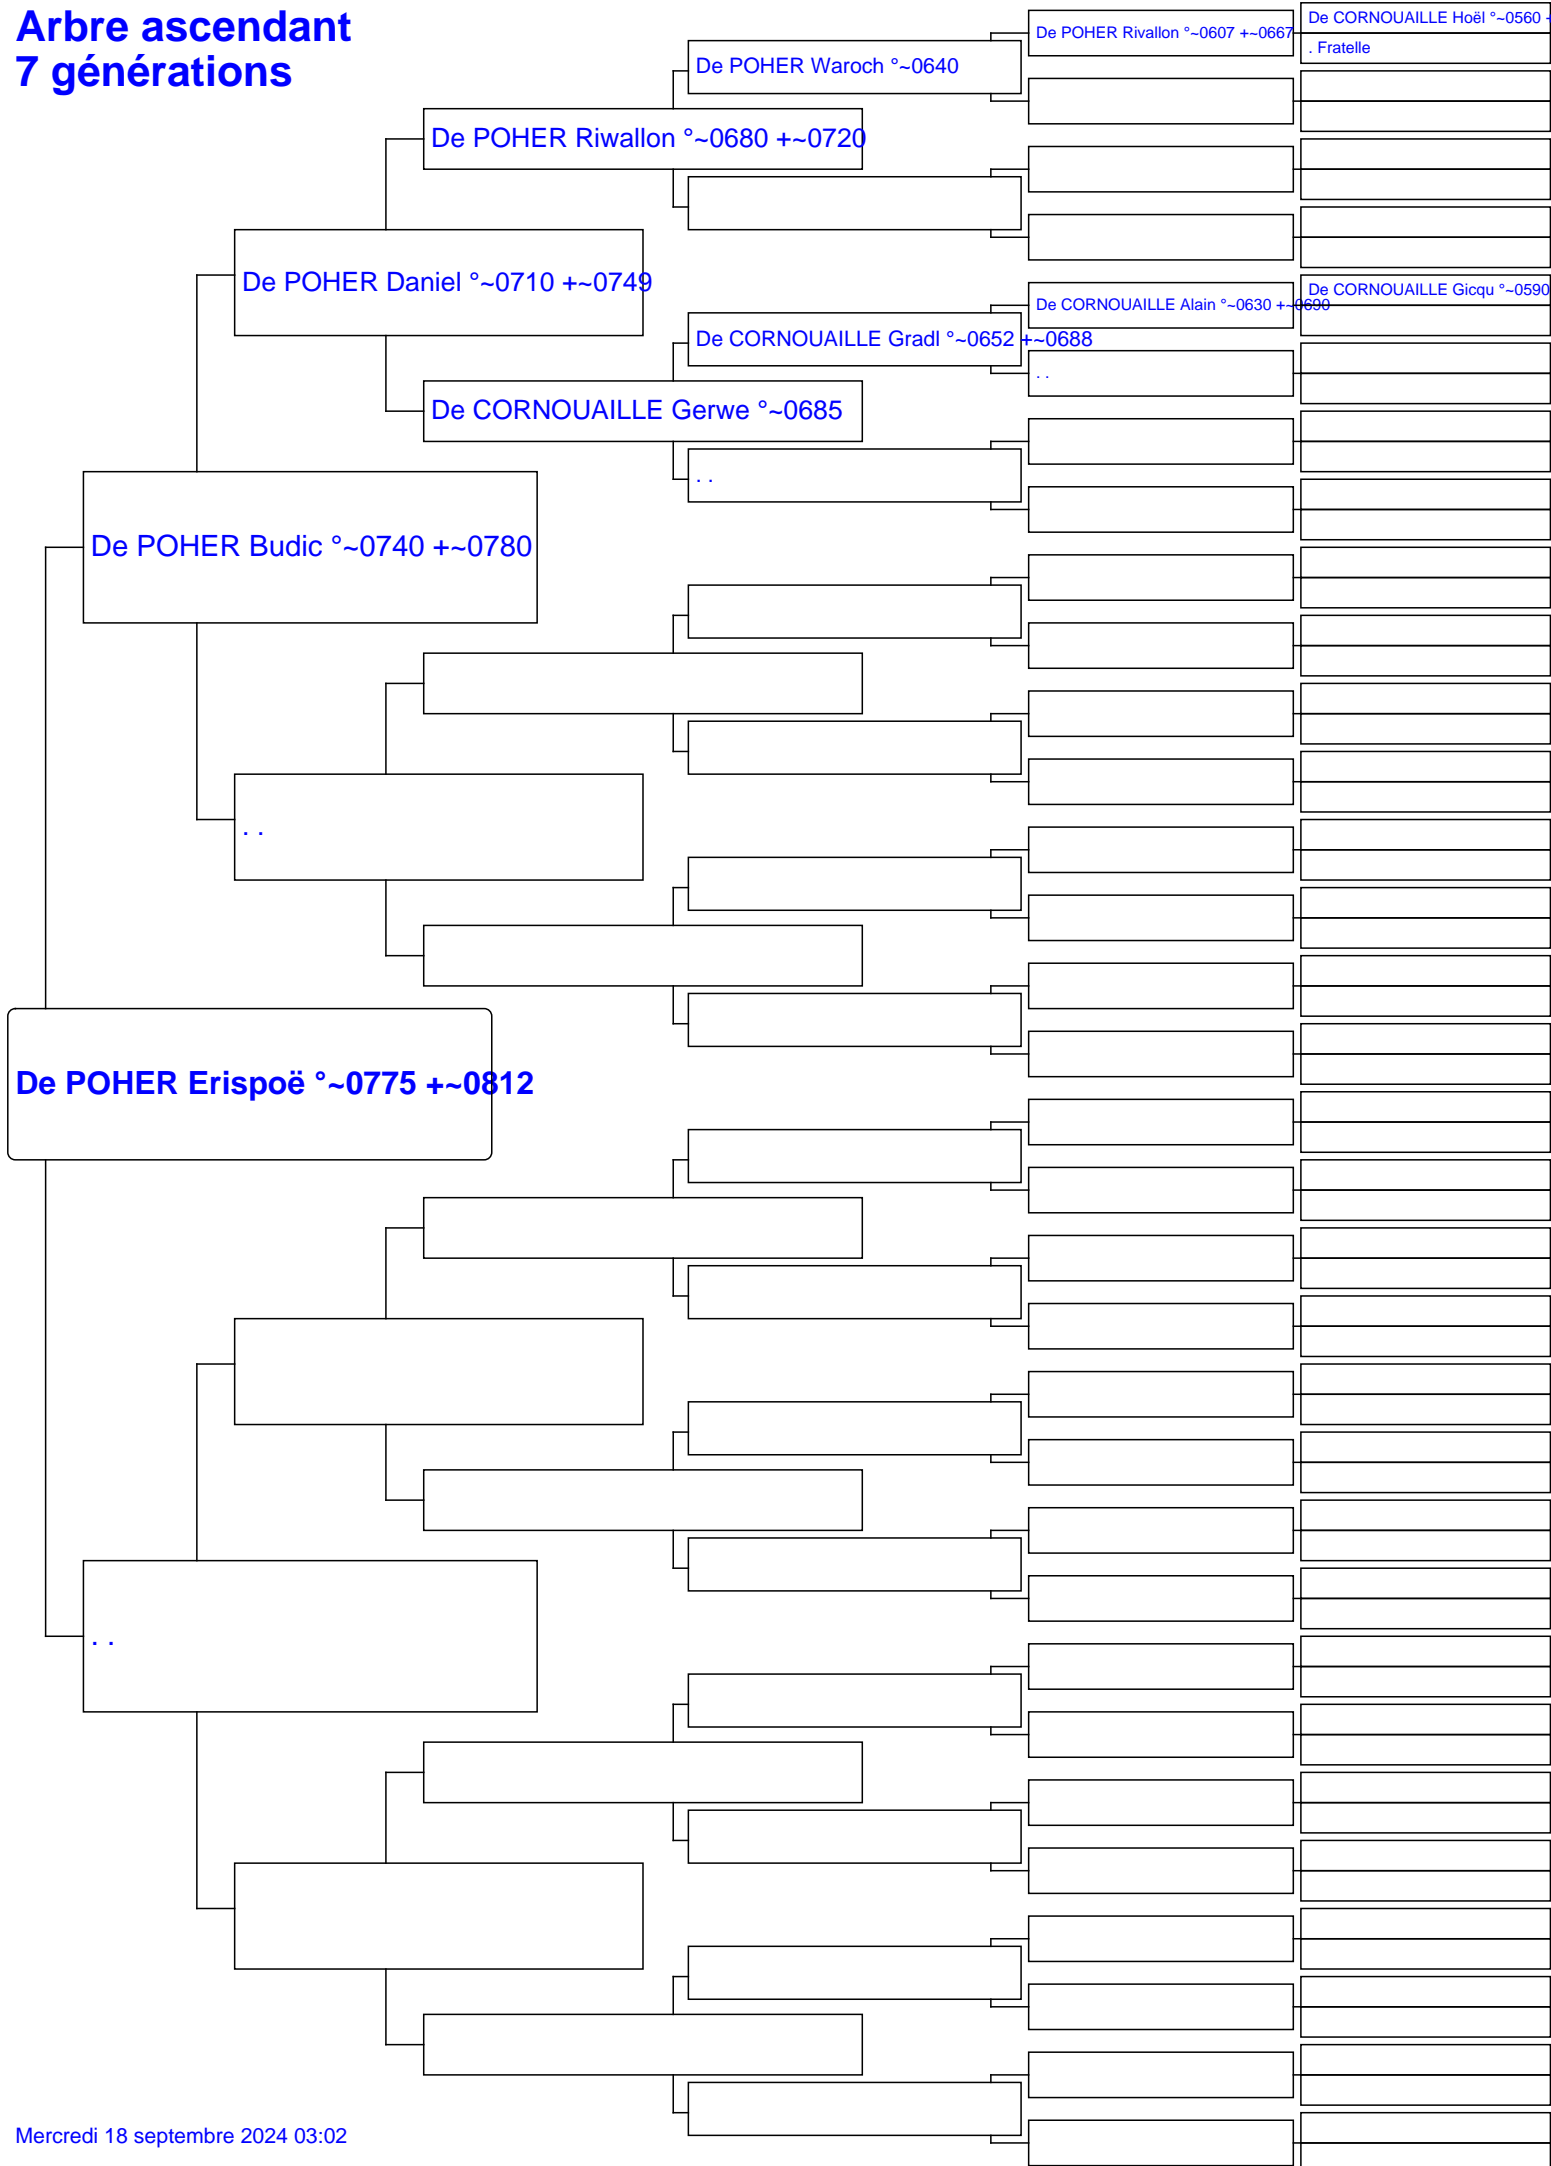 Arbre ascendant
7 générations
De POHER Rivallon °~0607 +~0667
De CORNOUAILLE Hoël °~0560 +
. Fratelle
De POHER Waroch °~0640
De POHER Riwallon °~0680 +~0720
De POHER Daniel °~0710 +~0749
De CORNOUAILLE Alain °~0630 +~0690
De CORNOUAILLE Gicqu °~0590
De CORNOUAILLE Gradl °~0652 +~0688
. .
De CORNOUAILLE Gerwe °~0685
. .
De POHER Budic °~0740 +~0780
. .
De POHER Erispoë °~0775 +~0812
. .
Mercredi 18 septembre 2024 03:02